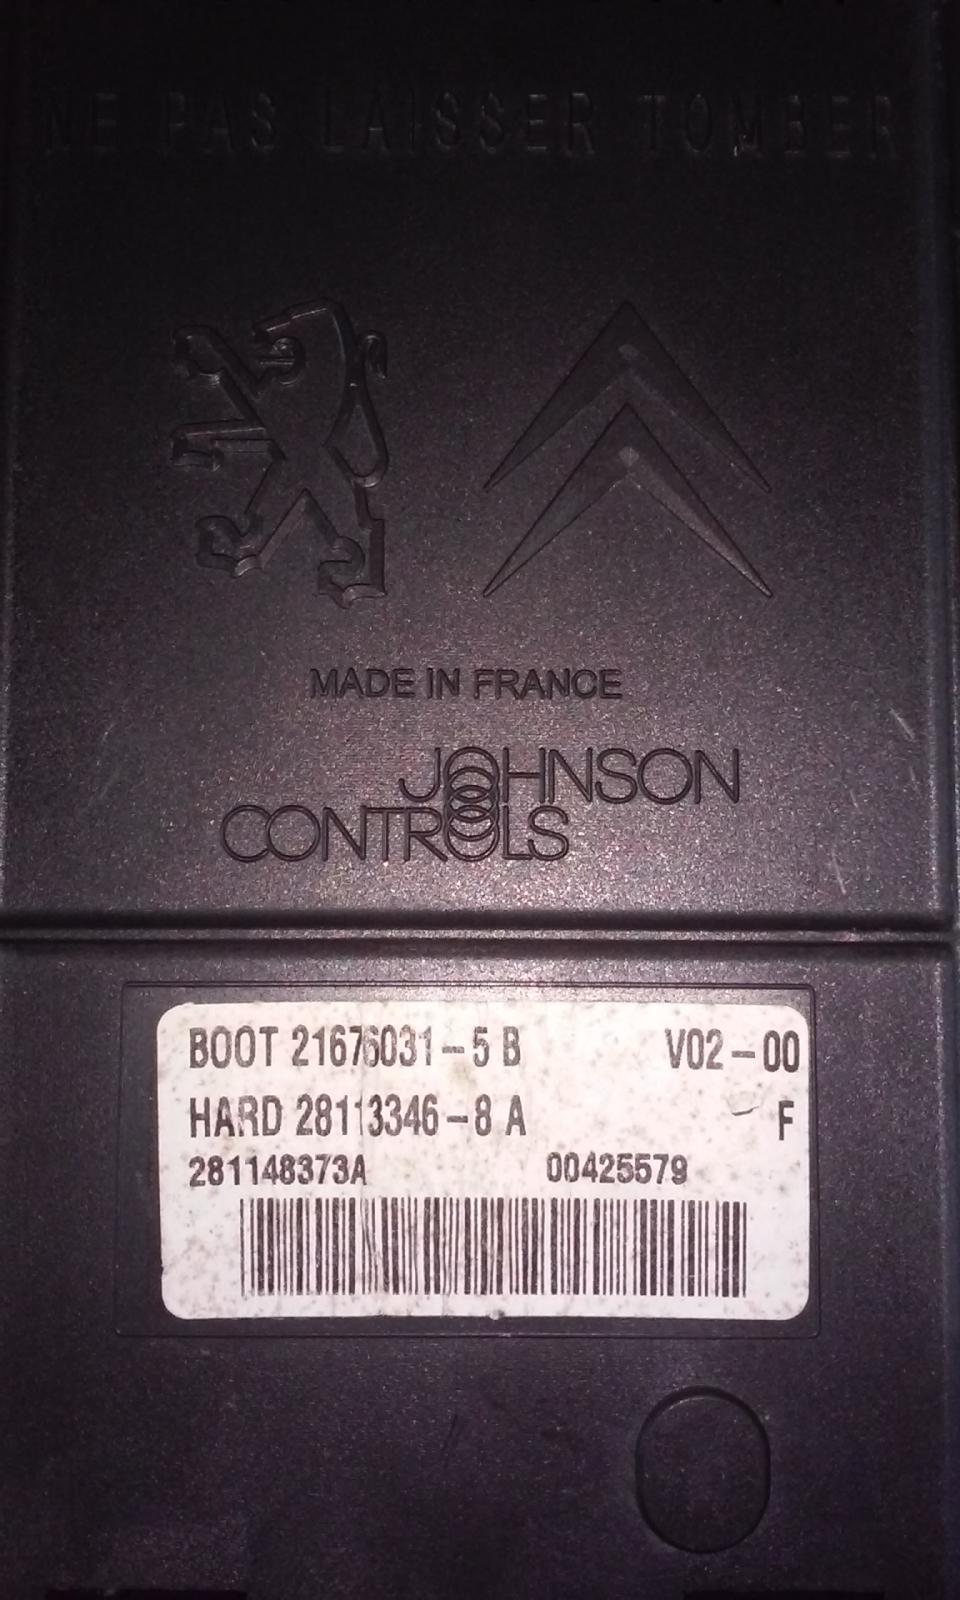 NE PAS LAISSER TOMBER
MADE IN FRANCE
JOHNSON
CONTROLS
BOOT 21676031-5 B V02-00
HARD 28113346-8 A F
281148373A 00425579